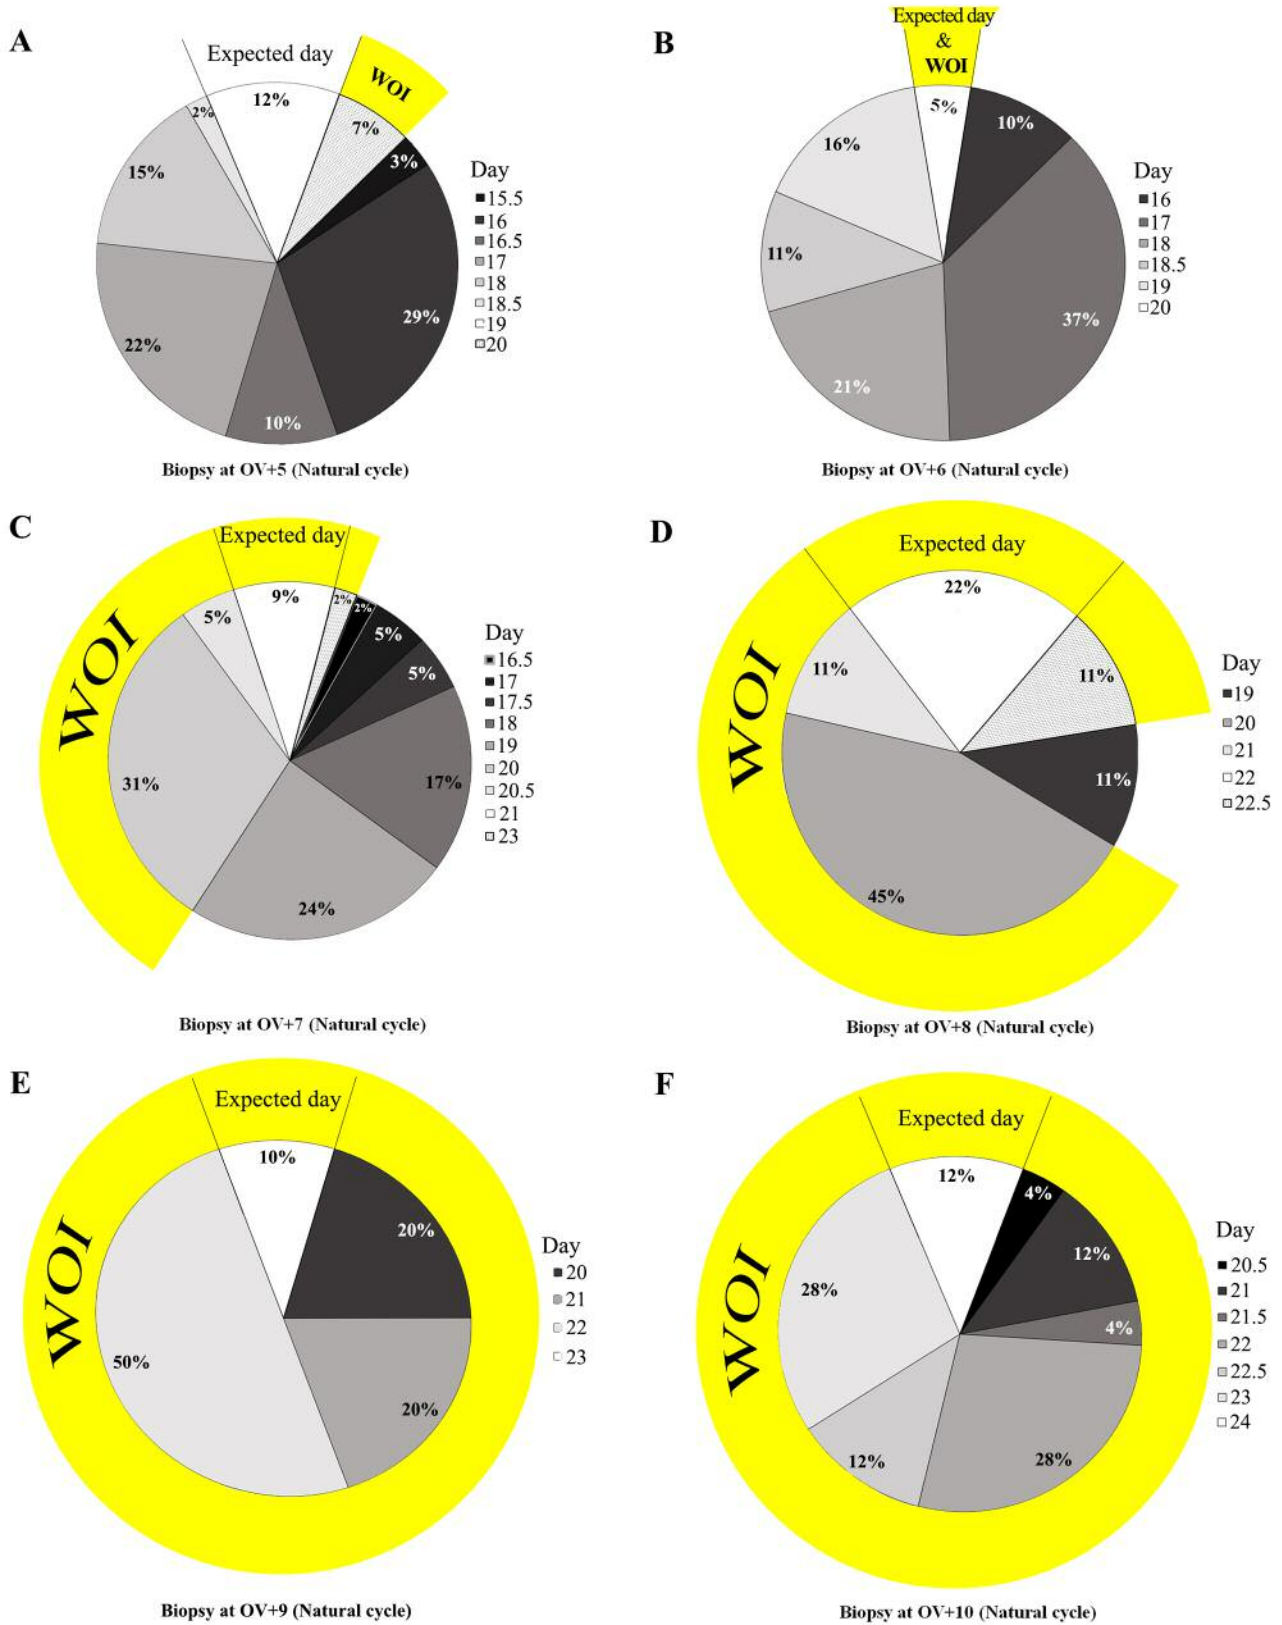 A
Expected day
WOI
12%
7%
3%
29%
10%
22%
15%
2%
Day
15.5
16
16.5
17
18
18.5
19
20
Biopsy at OV+5 (Natural cycle)
B
Expected day
&
WOI
5%
10%
37%
21%
11%
16%
Day
16
17
18
18.5
19
20
Biopsy at OV+6 (Natural cycle)
C
Expected day
WOI
9%
2%
2%
5%
5%
17%
24%
31%
5%
Day
16.5
17
17.5
18
19
20
20.5
21
23
Biopsy at OV+7 (Natural cycle)
D
Expected day
WOI
22%
11%
11%
45%
11%
Day
19
20
21
22
22.5
Biopsy at OV+8 (Natural cycle)
E
Expected day
WOI
10%
20%
20%
50%
Day
20
21
22
23
Biopsy at OV+9 (Natural cycle)
F
Expected day
WOI
12%
4%
12%
4%
28%
12%
28%
Day
20.5
21
21.5
22
22.5
23
24
Biopsy at OV+10 (Natural cycle)